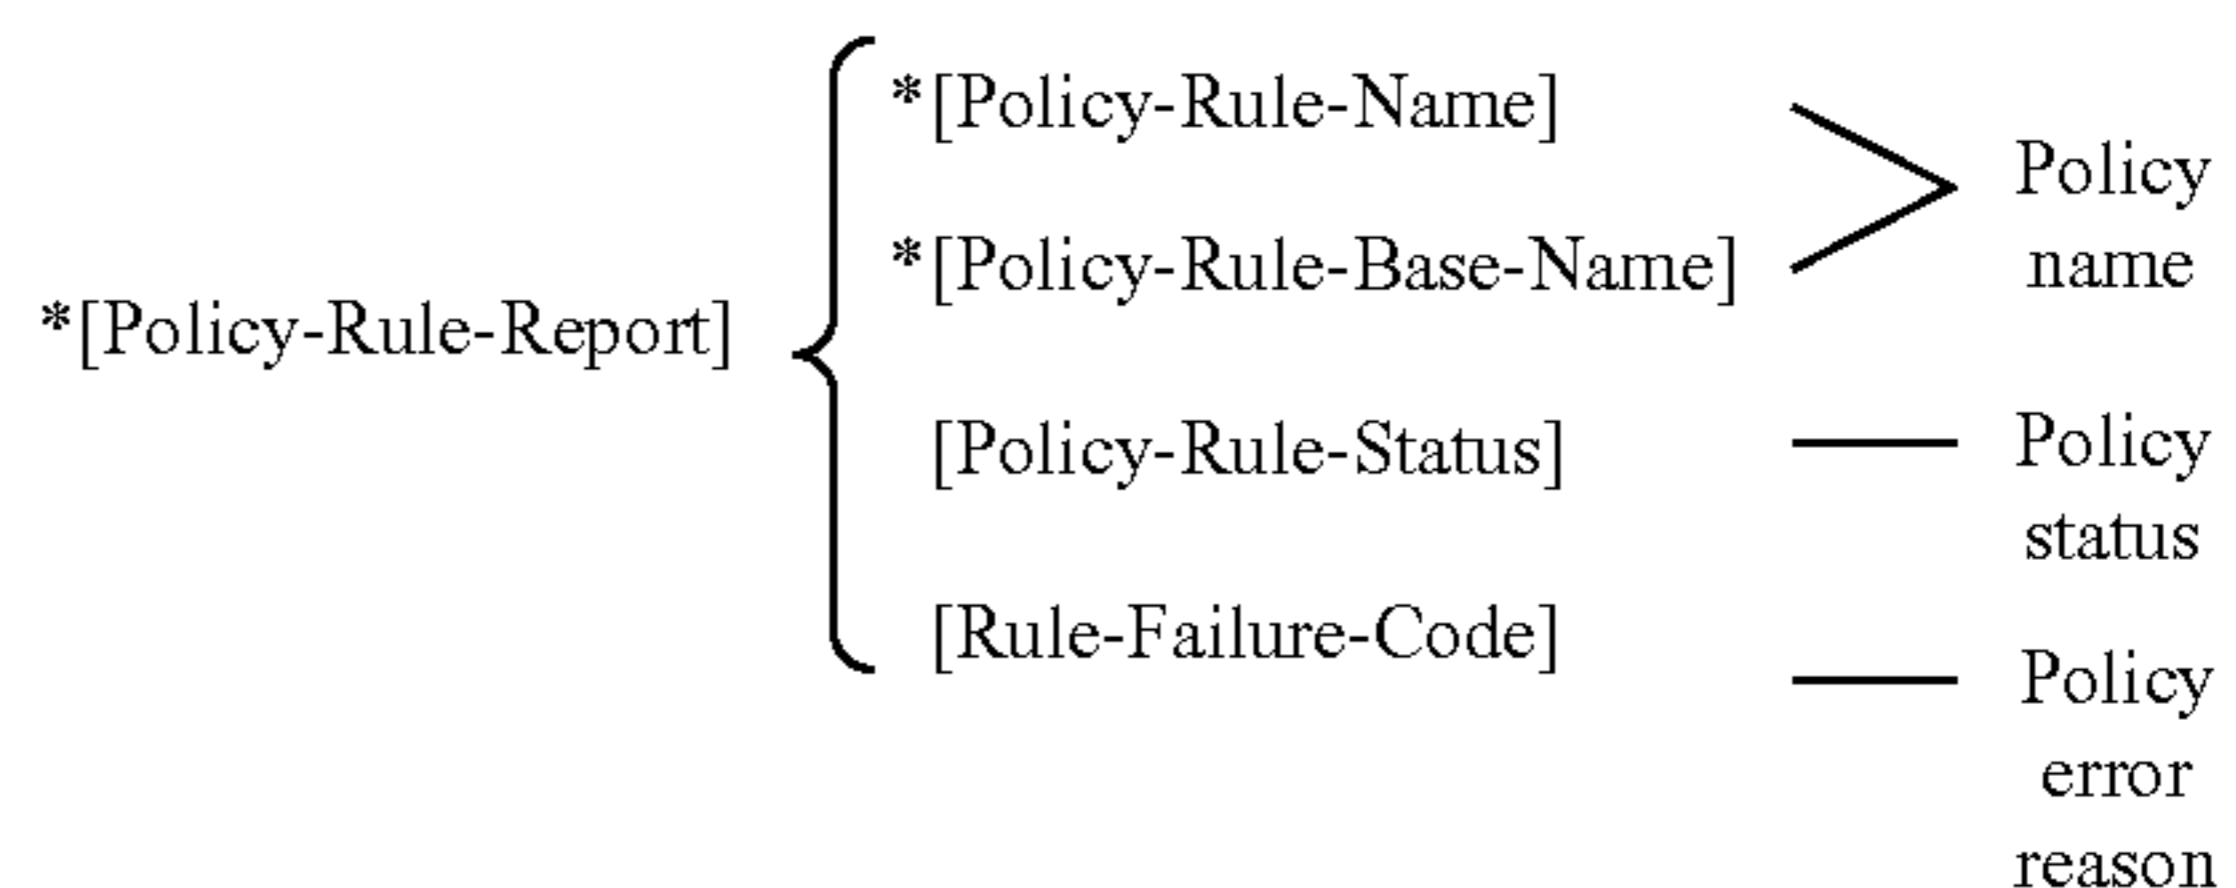 *[Policy-Rule-Report]
*[Policy-Rule-Name]
*[Policy-Rule-Base-Name]
[Policy-Rule-Status]
[Rule-Failure-Code]
Policy
name
Policy
status
Policy
error
reason